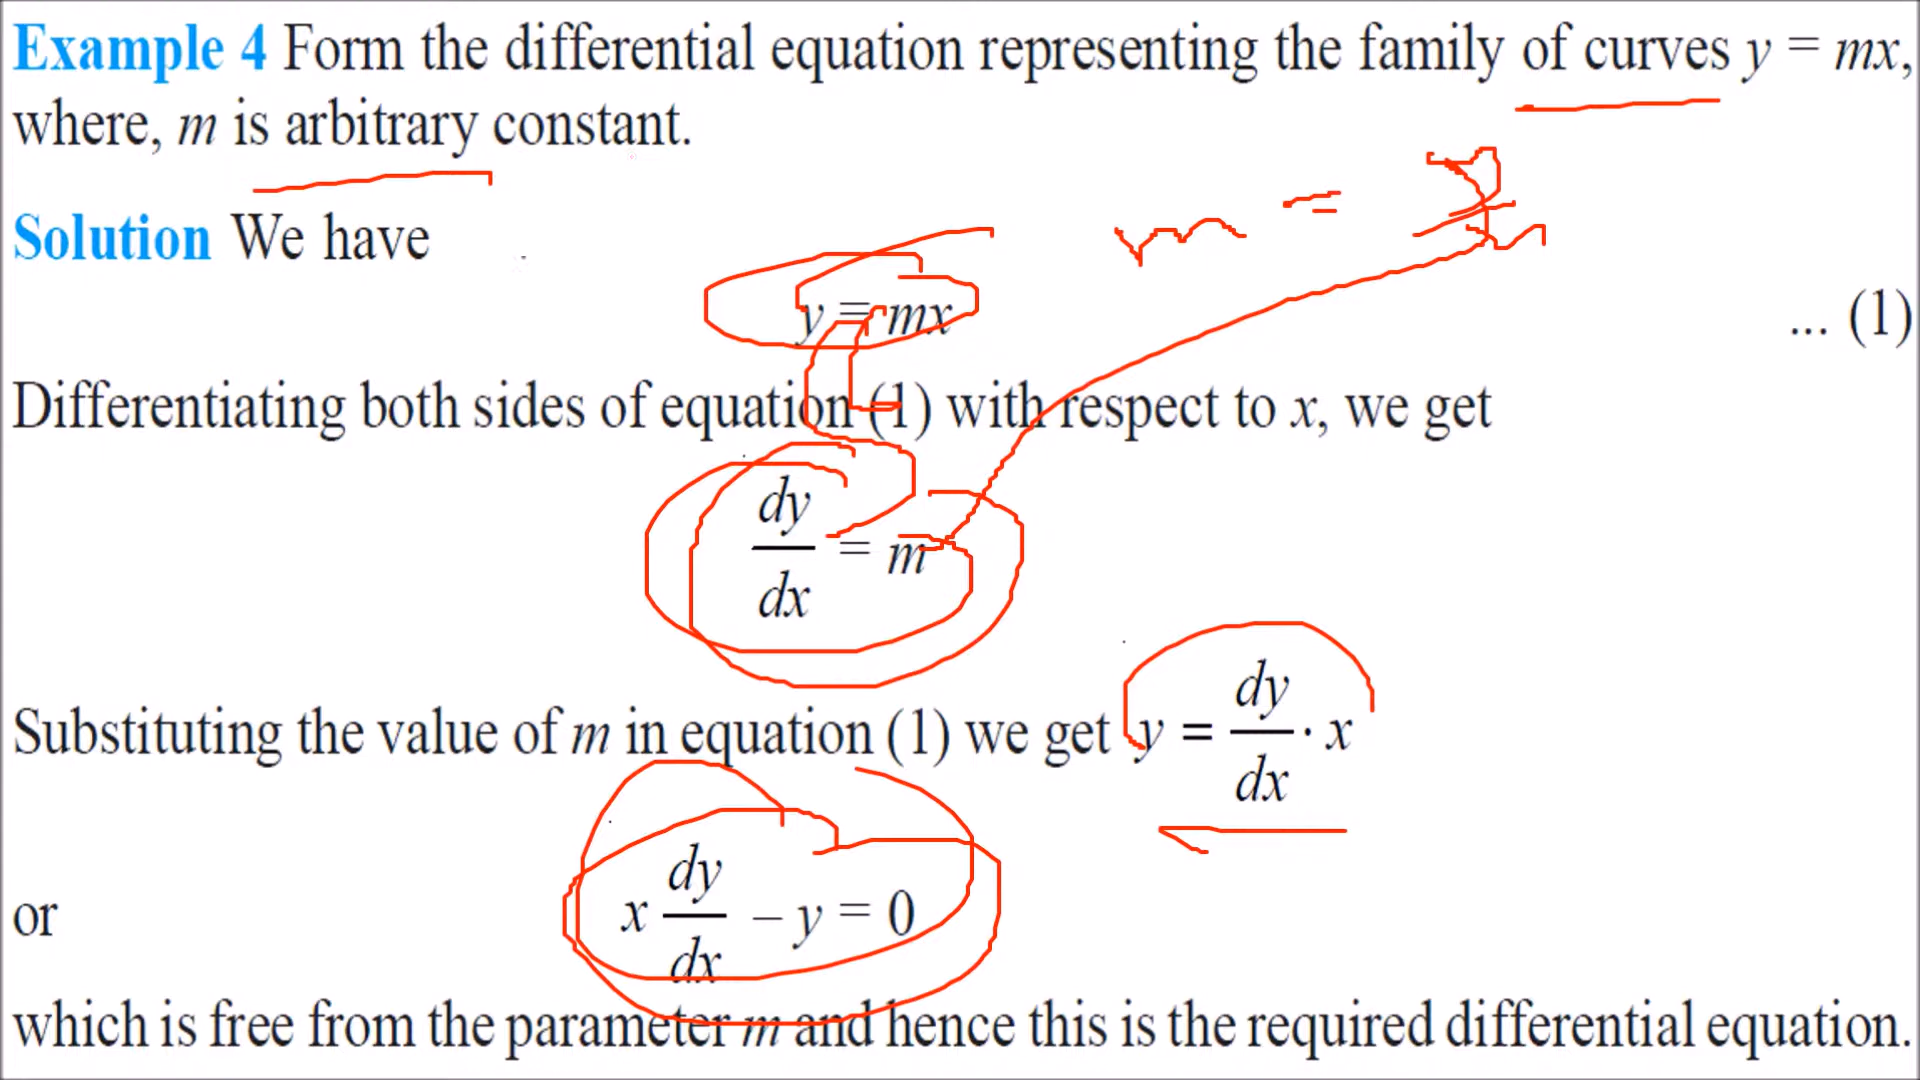 Example 4 Form the differential equation representing the family of curves y = mx,
where, m is arbitrary constant.
Solution We have
y = mx ... (1)
Differentiating both sides of equation (1) with respect to x, we get
dy/dx = m
Substituting the value of m in equation (1) we get y = dy/dx · x
or x dy/dx – y = 0
which is free from the parameter m and hence this is the required differential equation.